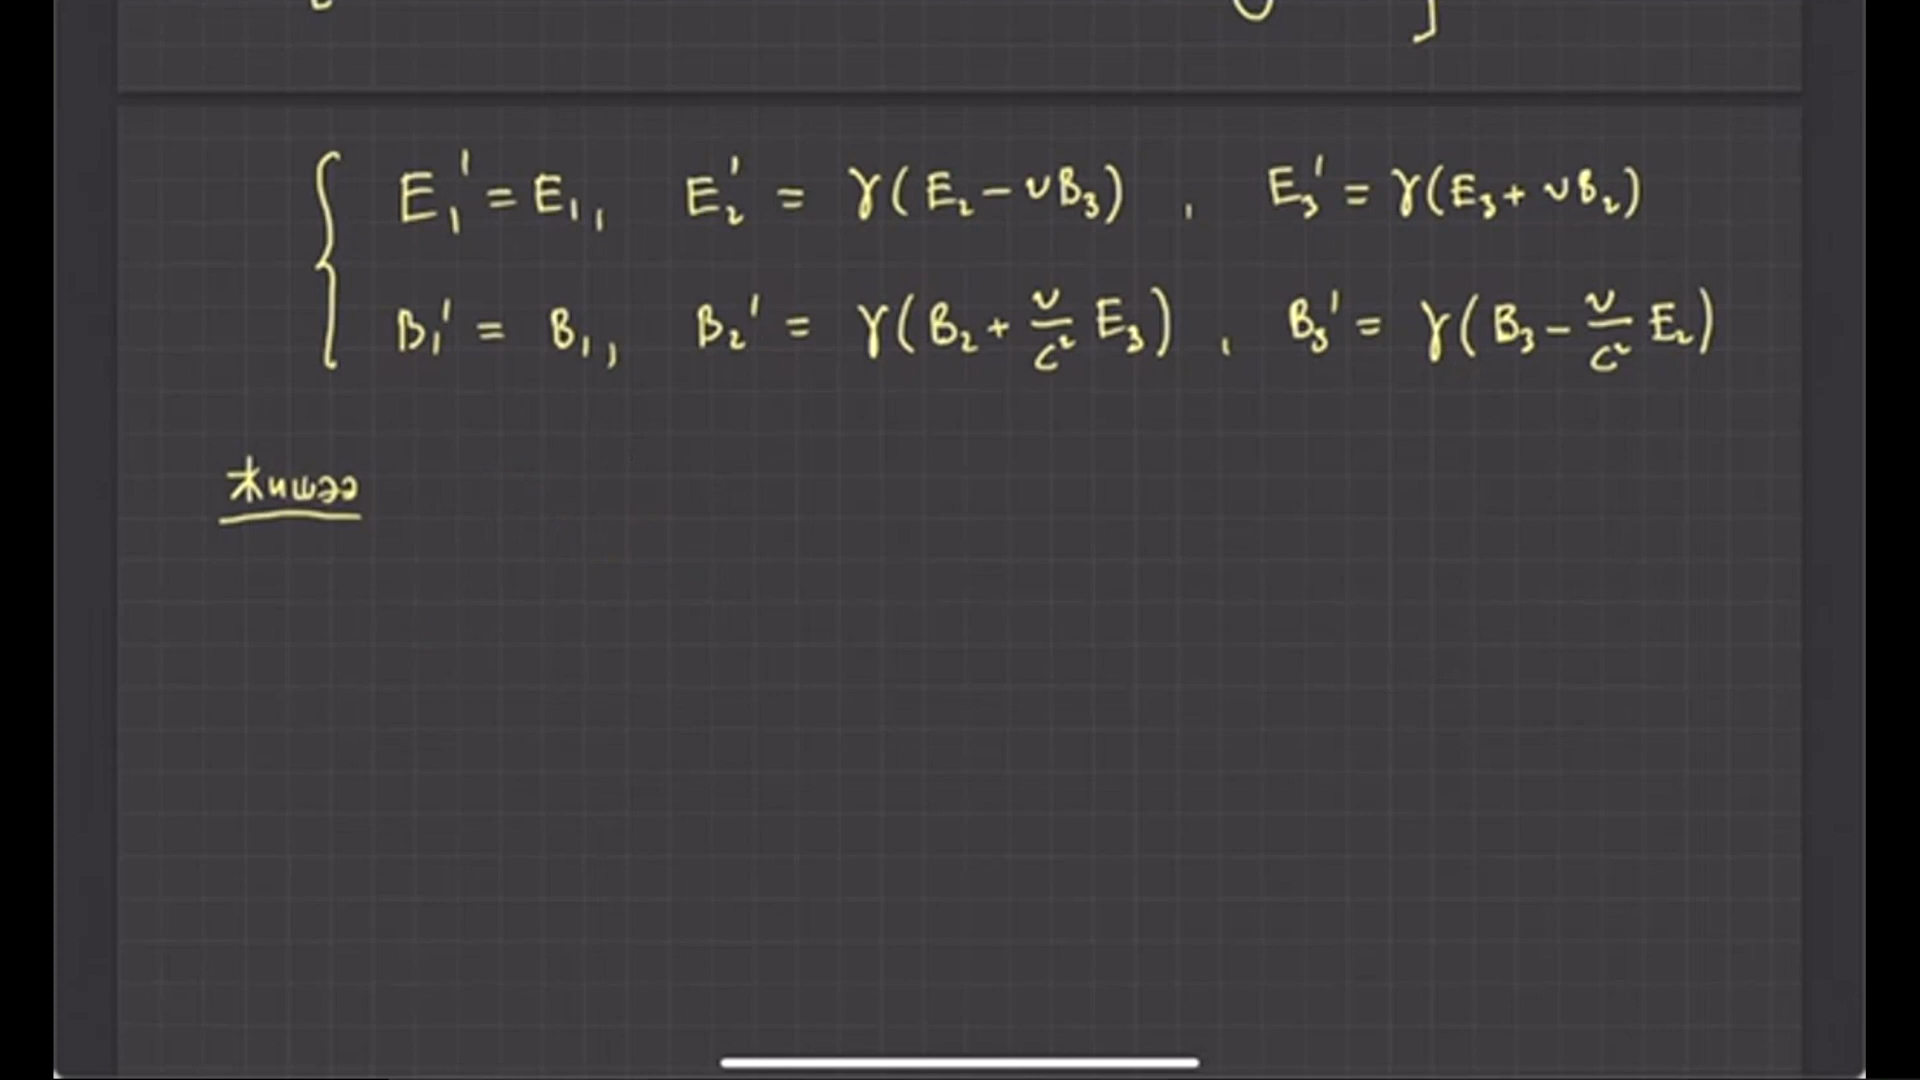 E₁' = E₁, E₂' = γ(E₂ − vB₃), E₃' = γ(E₃ + vB₂)
B₁' = B₁, B₂' = γ(B₂ + v/c² E₃), B₃' = γ(B₃ − v/c² E₂)
Жишээ